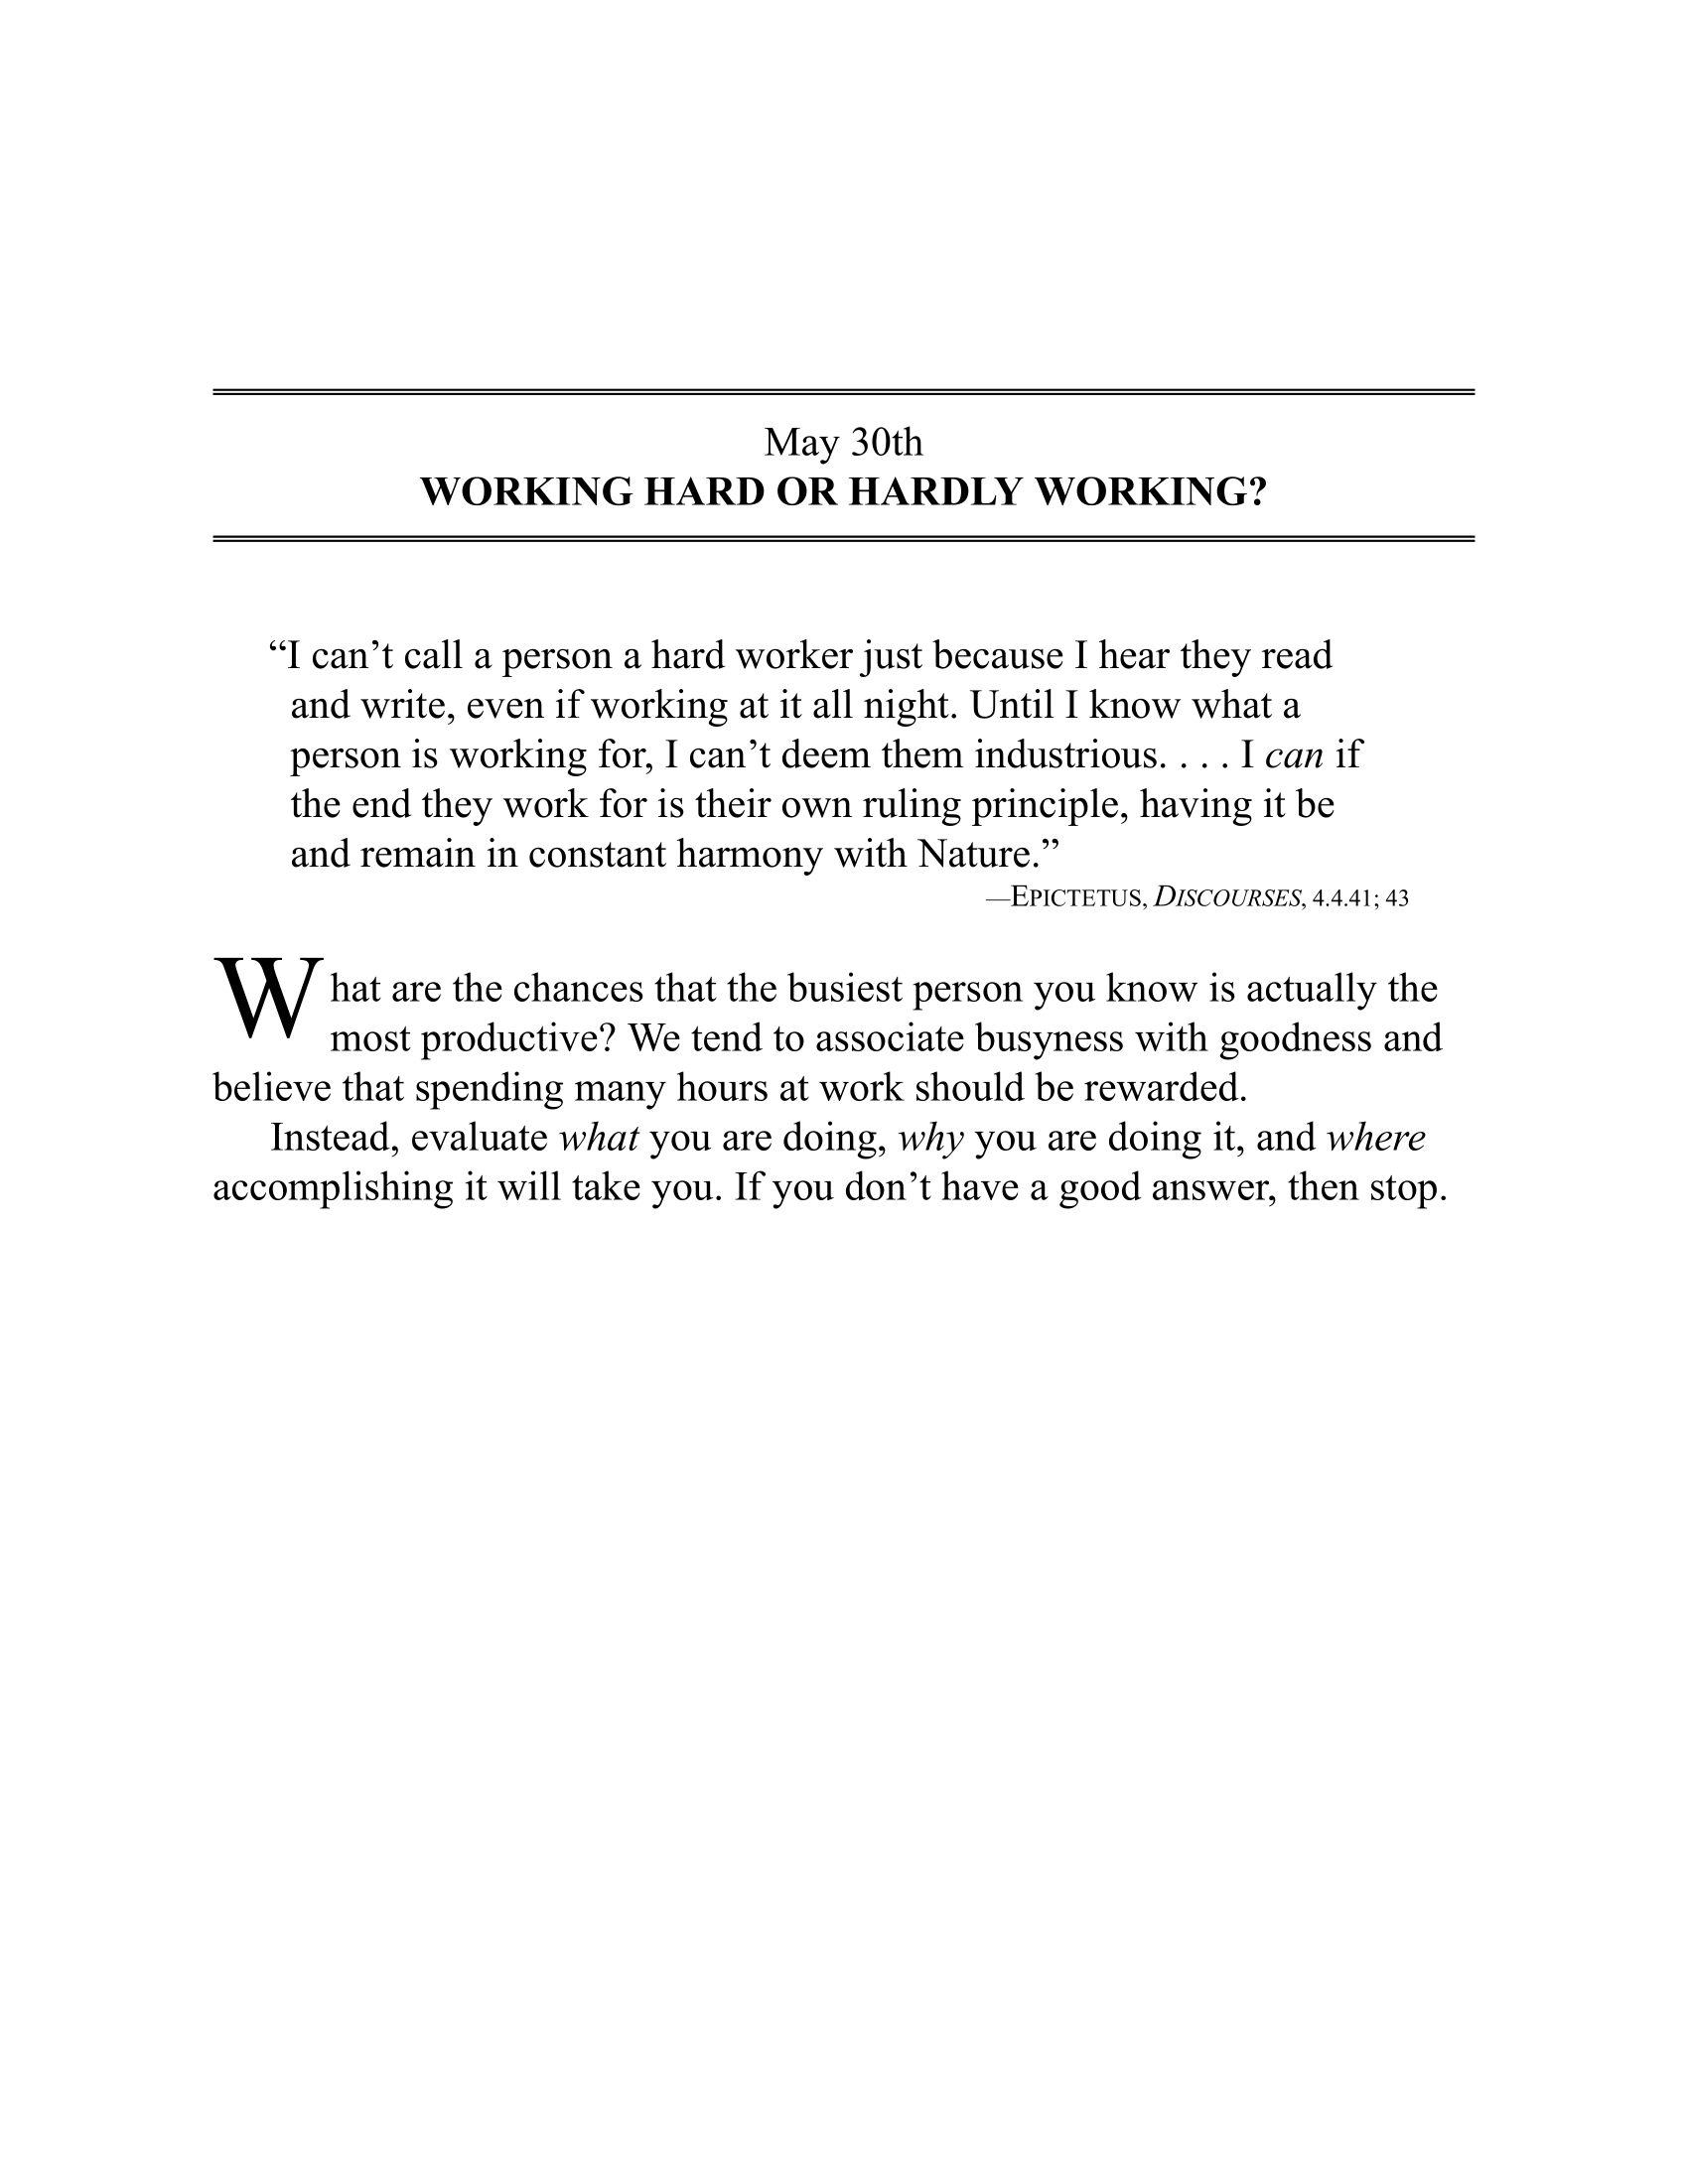 May 30th
WORKING HARD OR HARDLY WORKING?
“I can’t call a person a hard worker just because I hear they read
and write, even if working at it all night. Until I know what a
person is working for, I can’t deem them industrious. . . . I can if
the end they work for is their own ruling principle, having it be
and remain in constant harmony with Nature.”
—EPICTETUS, DISCOURSES, 4.4.41; 43
What are the chances that the busiest person you know is actually the
most productive? We tend to associate busyness with goodness and
believe that spending many hours at work should be rewarded.
Instead, evaluate what you are doing, why you are doing it, and where
accomplishing it will take you. If you don’t have a good answer, then stop.